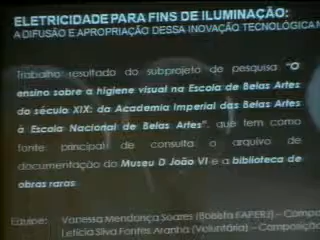 ELETRICIDADE PARA FINS DE ILUMINAÇÃO:
A DIFUSÃO E APROPRIAÇÃO DESSA INOVAÇÃO TECNOLÓGICA N
Trabalho resultado do subprojeto de pesquisa "O
ensino sobre a higiene visual na Escola de Belas Artes
do século XIX: da Academia Imperial das Belas Artes
à Escola Nacional de Belas Artes", que tem como
fonte principal de consulta o arquivo de
documentação do Museu D João VI e a biblioteca de
obras raras.
Equipe: Vanessa Mendonça Soares (Bolsista FAPERJ) – Compo
Letícia Silva Fontes Aranha (Voluntária) – Composição